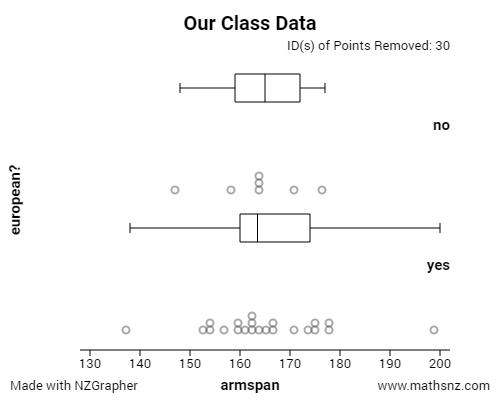 Our Class Data
ID(s) of Points Removed: 30
no
european?
yes
130 140 150 160 170 180 190 200
Made with NZGrapher
armspan
www.mathsnz.com